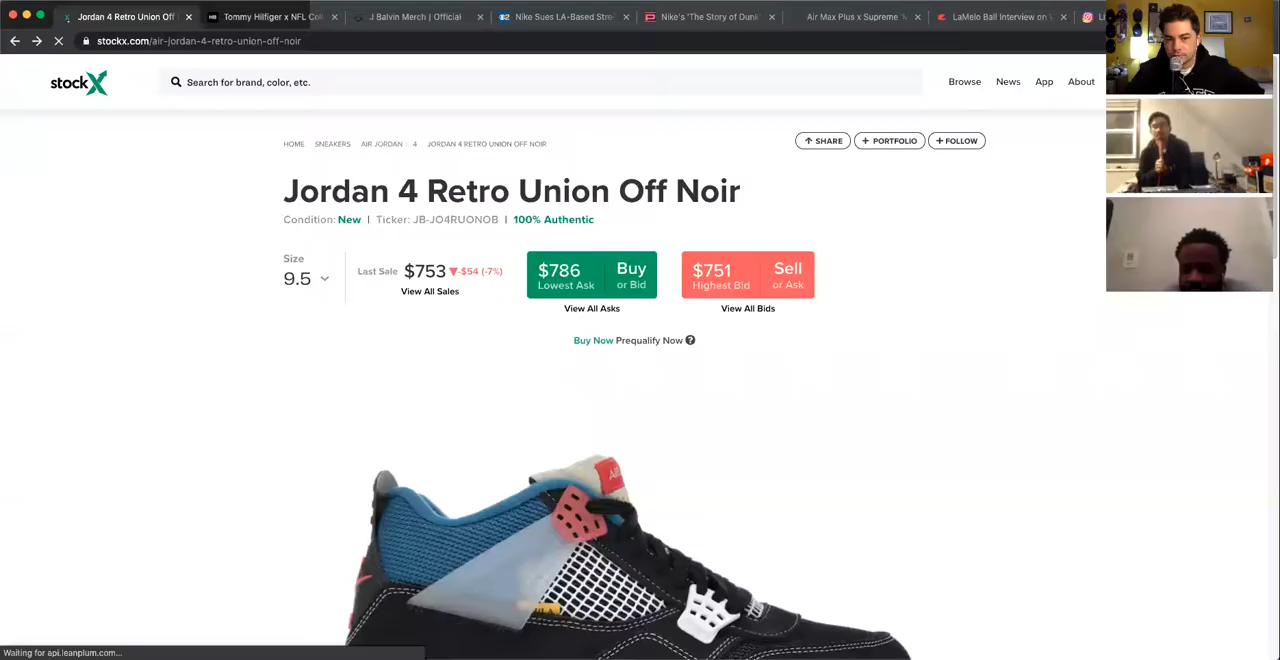 Jordan 4 Retro Union Off
Tommy Hilfiger x NFL Col
J Balvin Merch | Official
Nike Sues LA-Based Stre
Nike's 'The Story of Dunk
Air Max Plus x Supreme
LaMelo Ball Interview on
stockx.com/air-jordan-4-retro-union-off-noir
stockX
Search for brand, color, etc.
Browse News App About
HOME SNEAKERS AIR JORDAN 4 JORDAN 4 RETRO UNION OFF NOIR
SHARE + PORTFOLIO + FOLLOW
Jordan 4 Retro Union Off Noir
Condition: New | Ticker: JB-JO4RUONOB | 100% Authentic
Size
9.5
Last Sale $753 ▼-$54 (-7%)
View All Sales
$786 Buy
Lowest Ask or Bid
View All Asks
$751 Sell
Highest Bid or Ask
View All Bids
Buy Now Prequalify Now ?
Waiting for api.leanplum.com...